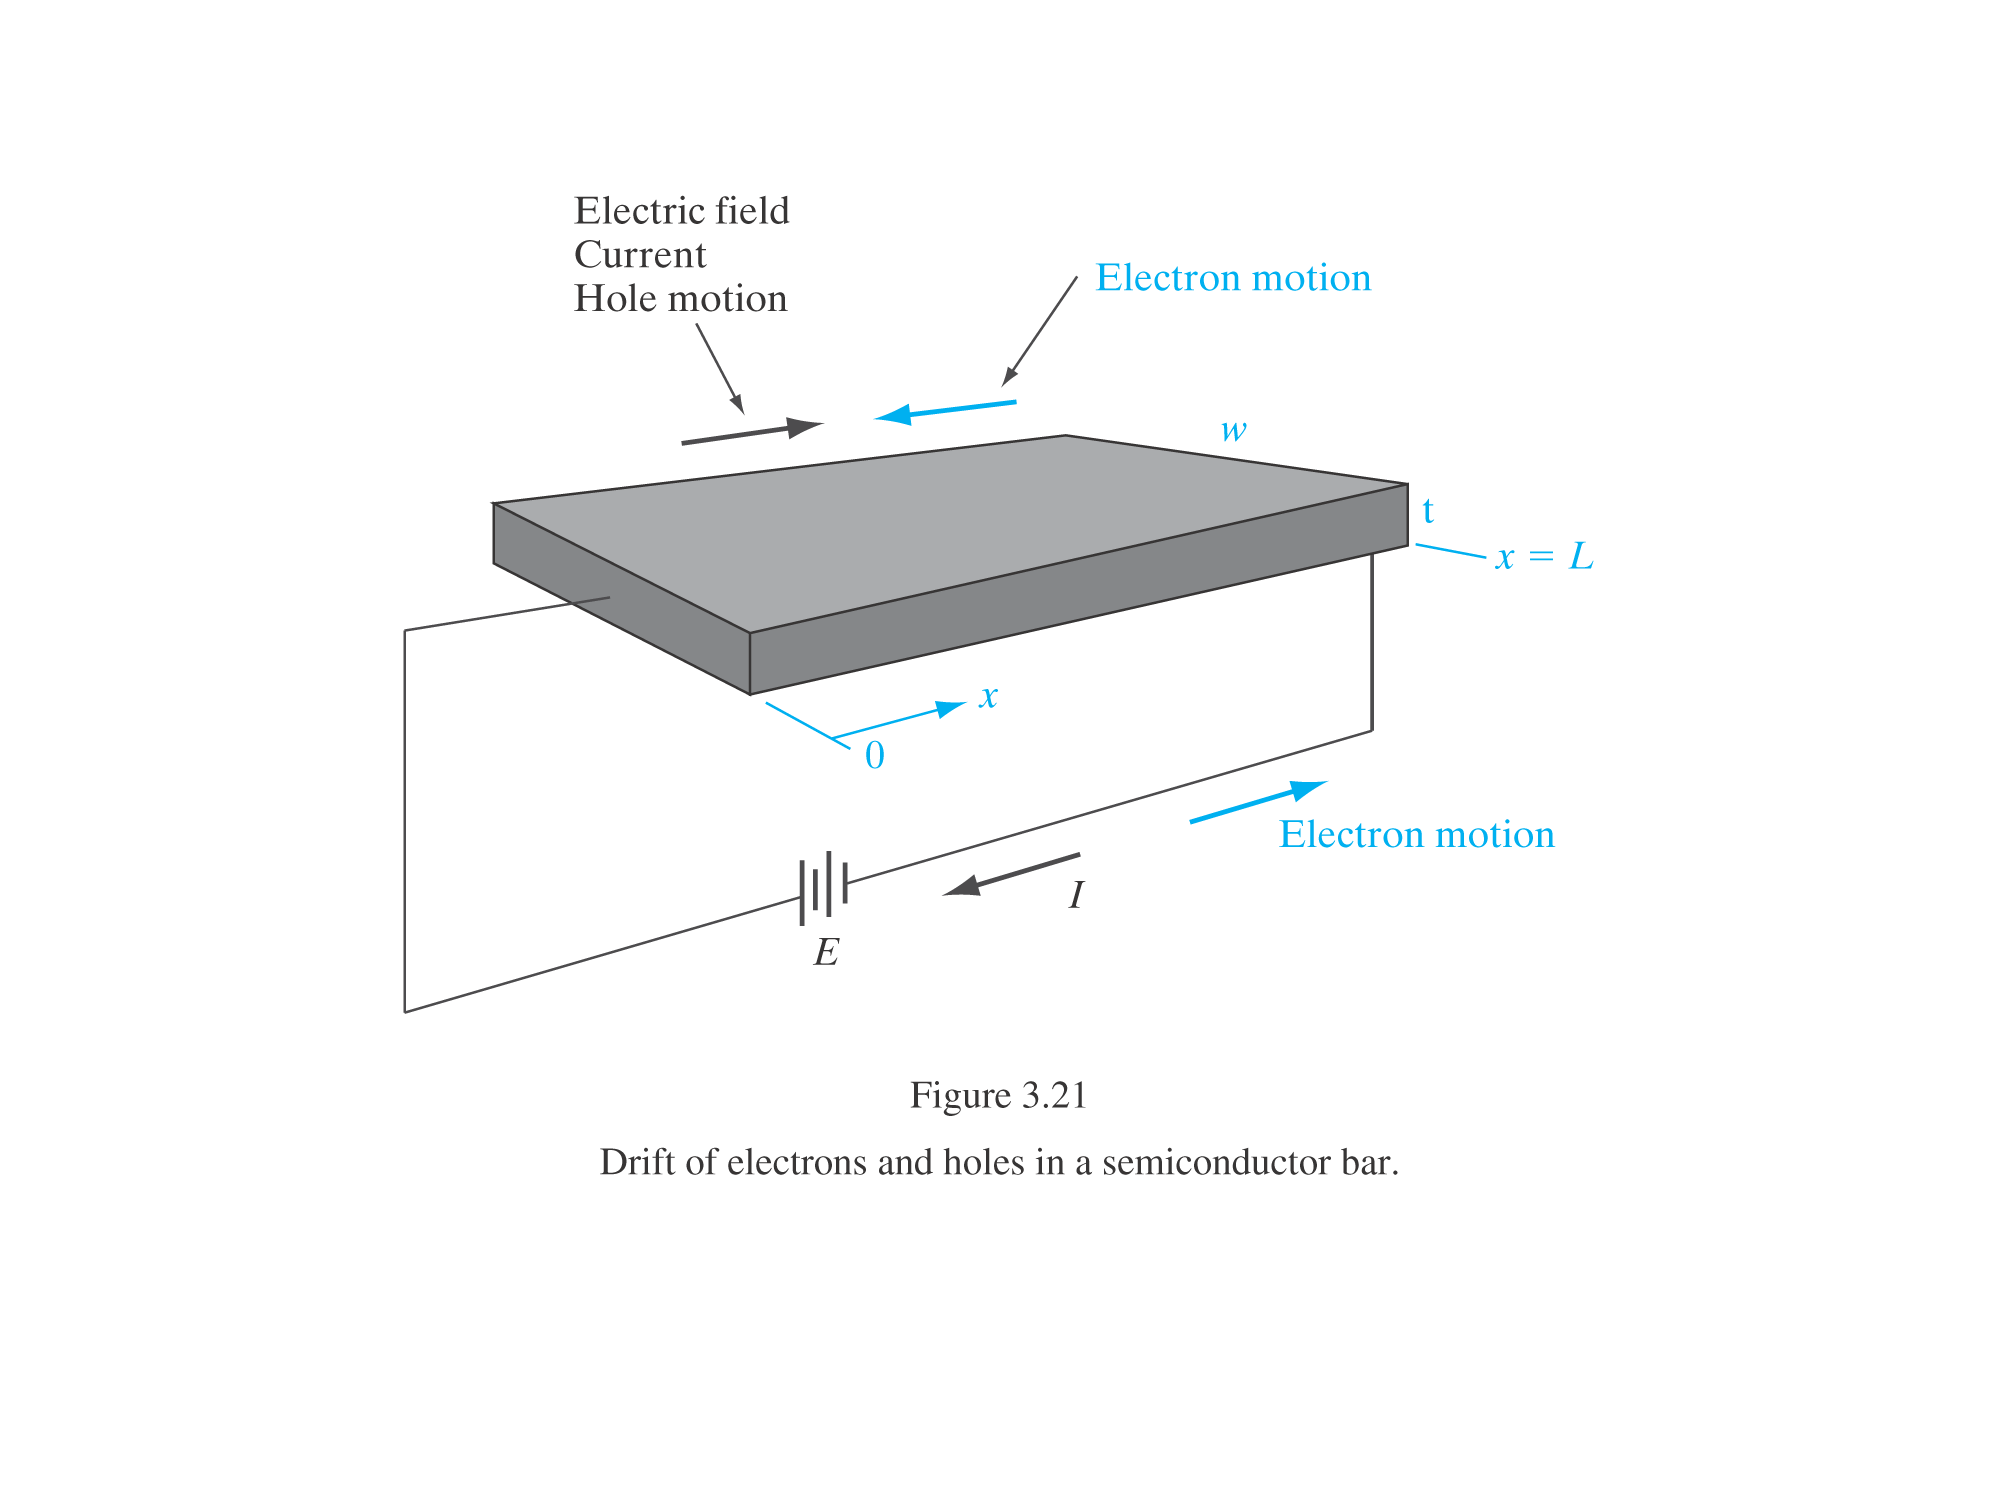 Electric field
Current
Hole motion
Electron motion
w
t
x = L
x
0
Electron motion
I
E
Figure 3.21
Drift of electrons and holes in a semiconductor bar.